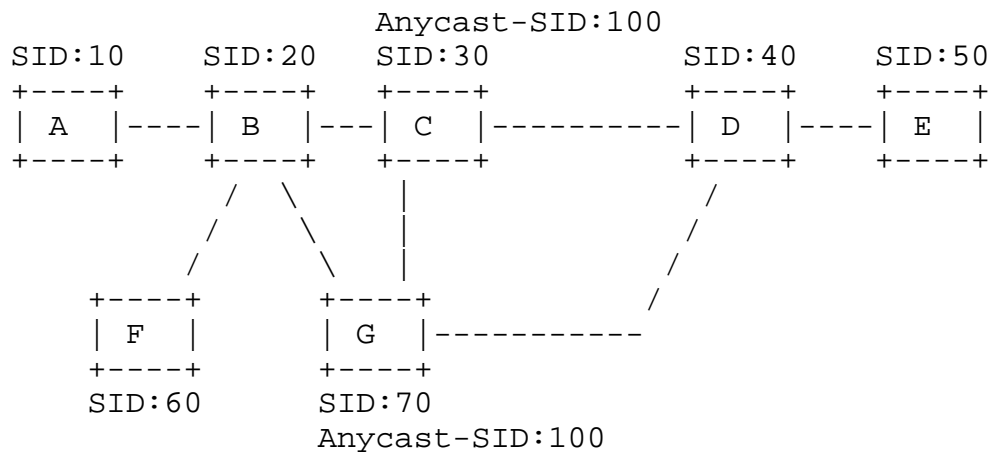 Anycast-SID:100
SID:10 SID:20 SID:30 SID:40 SID:50
A B C D E
F G
SID:60 SID:70
Anycast-SID:100